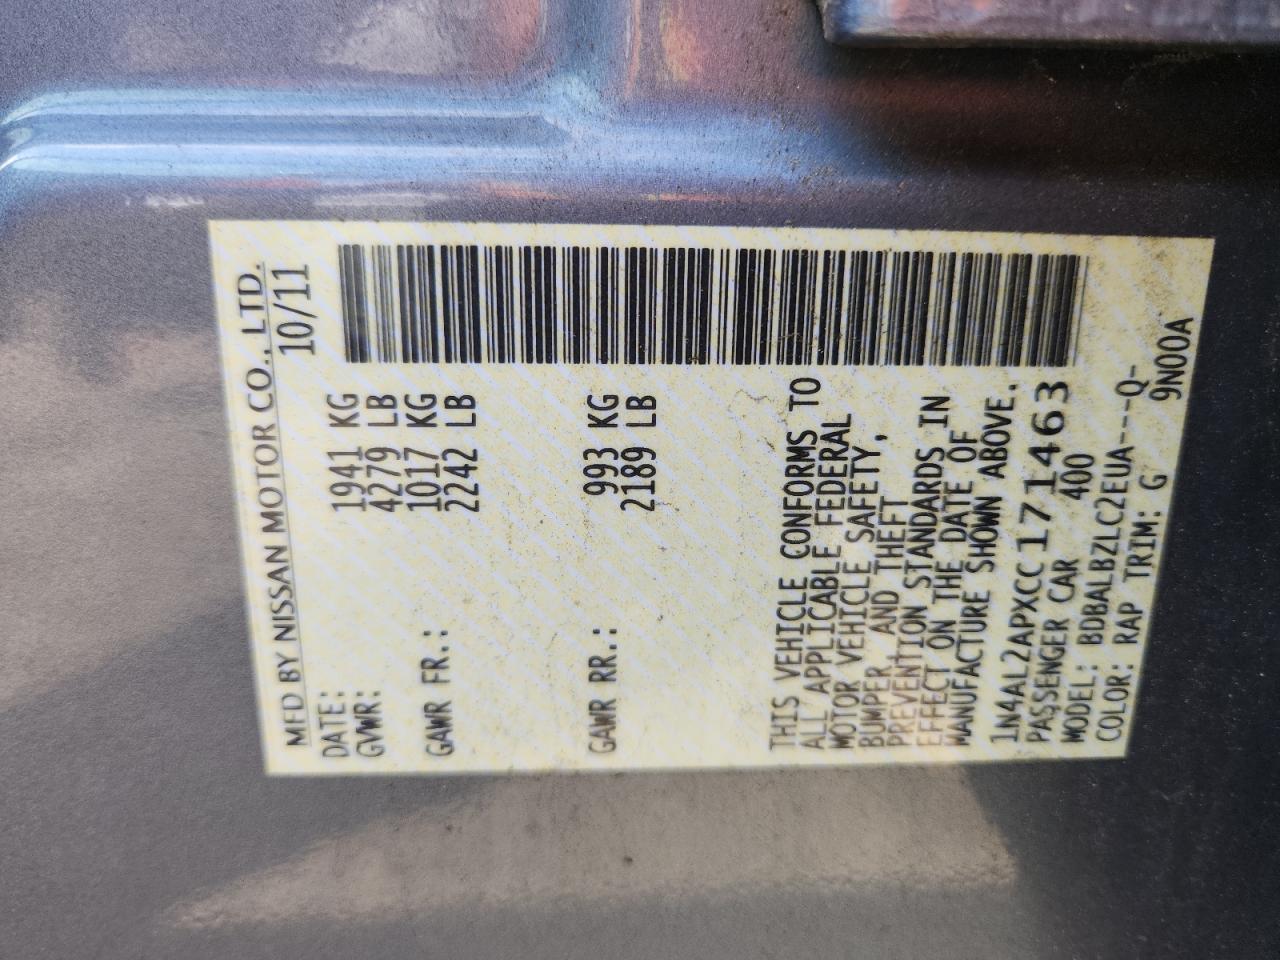 MFD BY NISSAN MOTOR CO., LTD.
DATE: 10/11
GVWR: 1941 KG
4279 LB
GAWR FR.: 1017 KG
2242 LB
GAWR RR.: 993 KG
2189 LB
THIS VEHICLE CONFORMS TO
ALL APPLICABLE FEDERAL
MOTOR VEHICLE SAFETY,
BUMPER, AND THEFT
PREVENTION STANDARDS IN
EFFECT ON THE DATE OF
MANUFACTURE SHOWN ABOVE.
1N4AL2APXCC171463
PASSENGER CAR 400
MODEL: BDBALBZLC2EUA---Q-
COLOR: RAP TRIM: G 9N00A